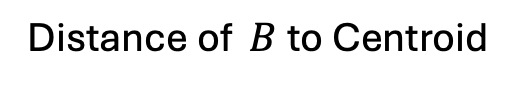 Distance of B to Centroid